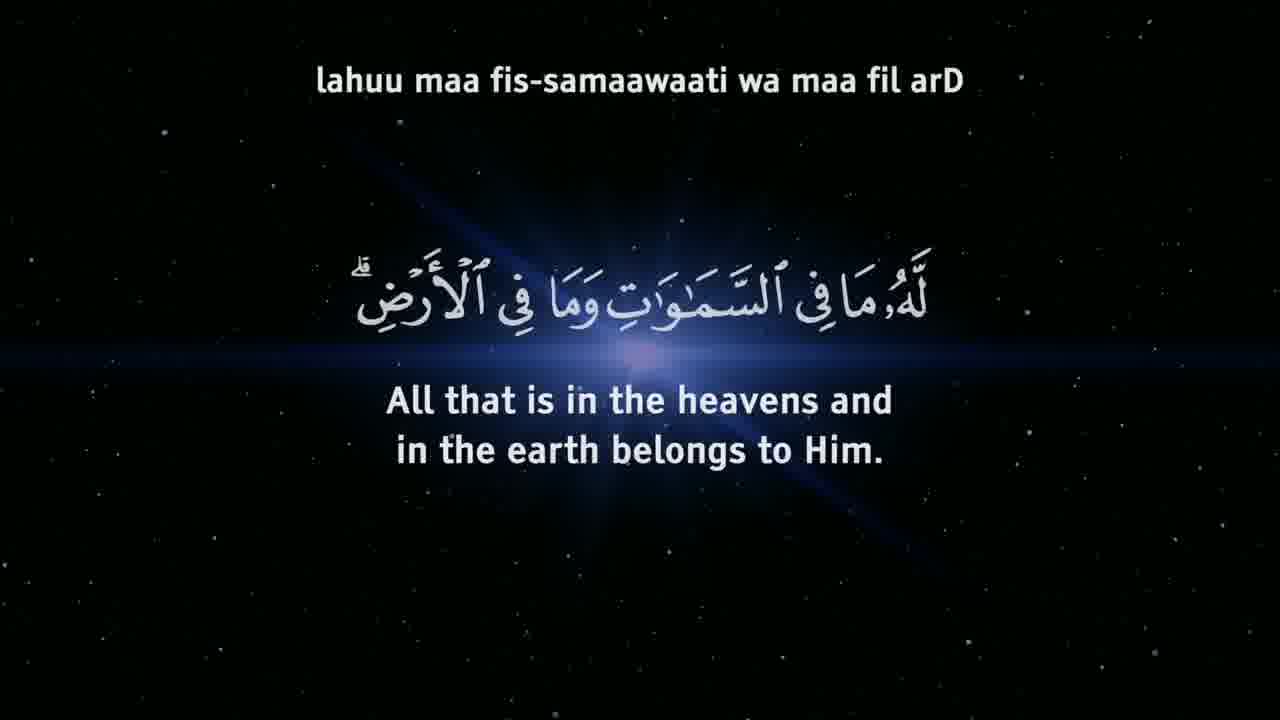 lahuu maa fis-samaawaati wa maa fil arD
لَّهُۥ مَا فِى ٱلسَّمَـٰوَٰتِ وَمَا فِى ٱلْأَرْضِ ۗ
All that is in the heavens and
in the earth belongs to Him.